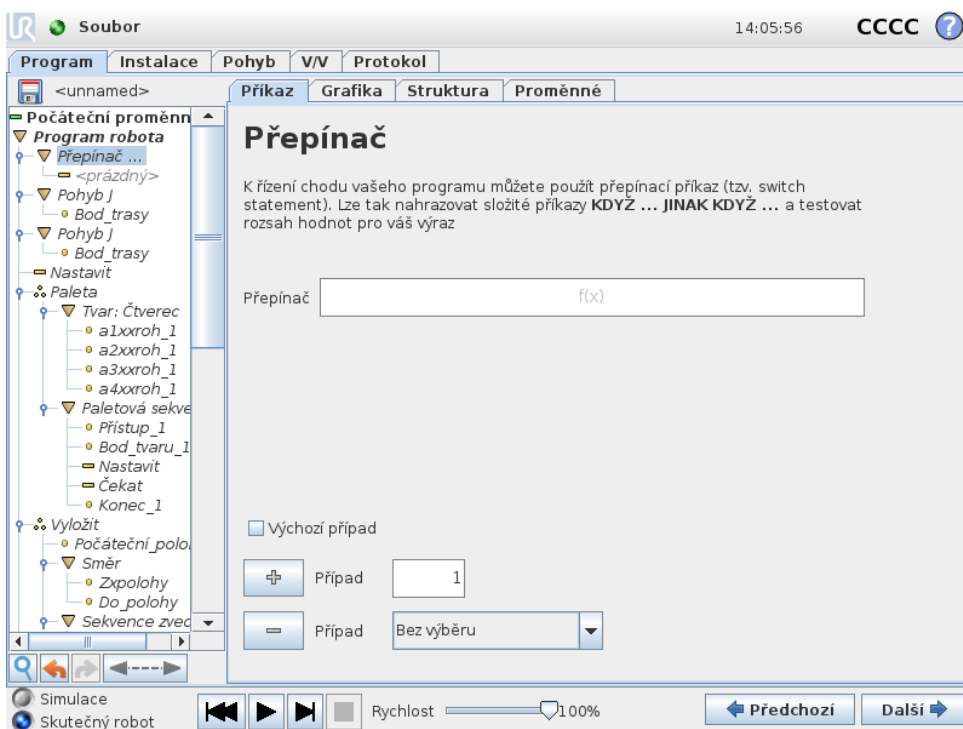 Soubor
14:05:56
CCCC
?
Program
Instalace
Pohyb
V/V
Protokol
<unnamed>
Příkaz
Grafika
Struktura
Proměnné
Počáteční proměnn
Program robota
Přepínač ...
<prázdný>
Pohyb J
Bod_trasy
Pohyb J
Bod_trasy
Nastavit
Paleta
Tvar: Čtverec
a1xxroh_1
a2xxroh_1
a3xxroh_1
a4xxroh_1
Paletová sekve
Přístup_1
Bod_tvaru_1
Nastavit
Čekat
Konec_1
Vyložit
Počáteční_polo
Směr
Zxpolohy
Do_polohy
Sekvence zved
Přepínač
K řízení chodu vašeho programu můžete použít přepínací příkaz (tzv. switch
statement). Lze tak nahrazovat složité příkazy KDYŽ ... JINAK KDYŽ ... a testovat
rozsah hodnot pro váš výraz
Přepínač
f(x)
Výchozí případ
Případ
1
Případ
Bez výběru
Simulace
Skutečný robot
Rychlost
100%
Předchozí
Další